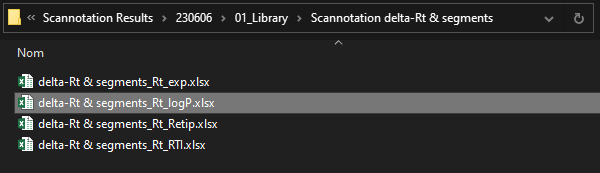 « Scannotation Results > 230606 > 01_Library > Scannotation delta-Rt & segments
Nom
delta-Rt & segments_Rt_exp.xlsx
delta-Rt & segments_Rt_logP.xlsx
delta-Rt & segments_Rt_Retip.xlsx
delta-Rt & segments_Rt_RTI.xlsx